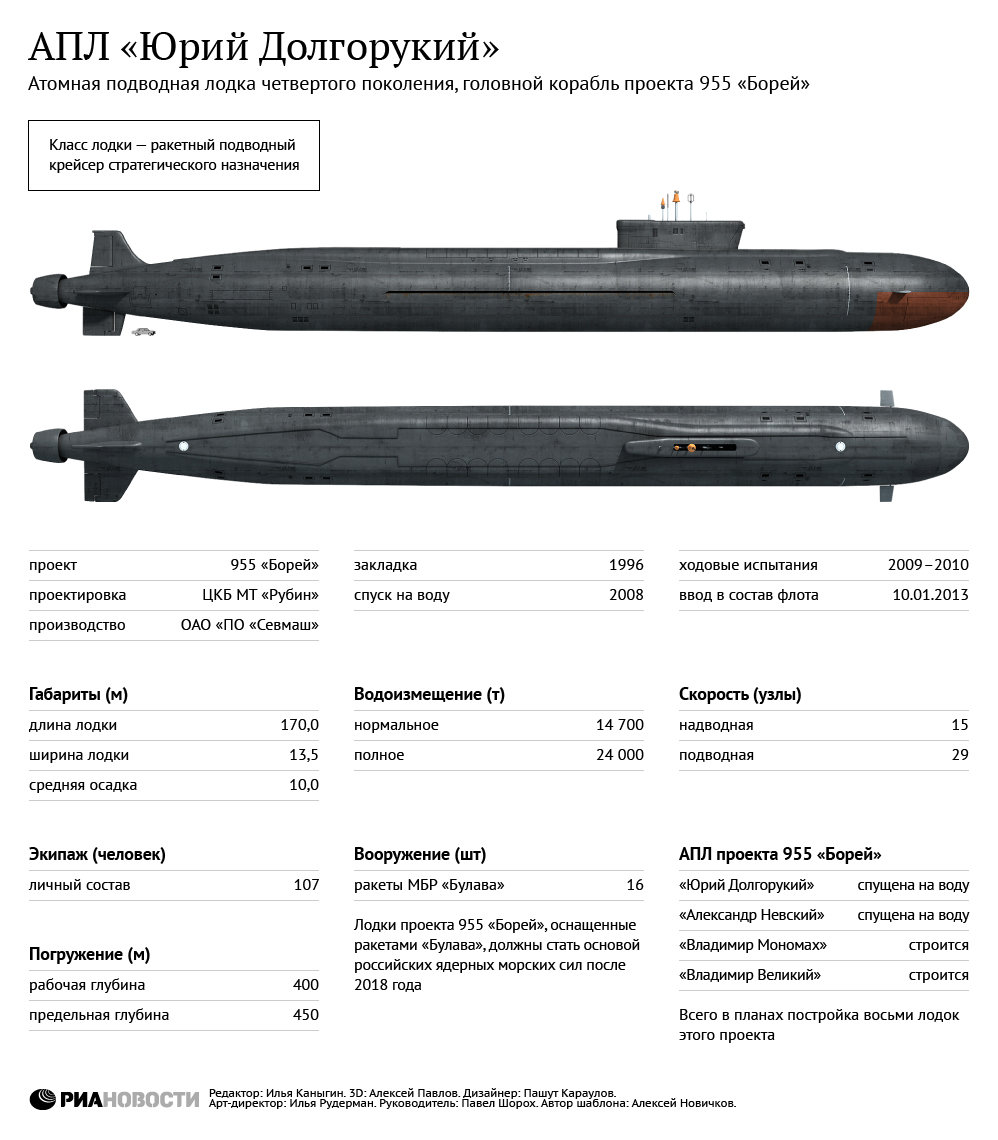 АПЛ «Юрий Долгорукий»
Атомная подводная лодка четвертого поколения, головной корабль проекта 955 «Борей»
Класс лодки — ракетный подводный
крейсер стратегического назначения
проект 955 «Борей»
проектировка ЦКБ МТ «Рубин»
производство ОАО «ПО «Севмаш»
закладка 1996
спуск на воду 2008
ходовые испытания 2009–2010
ввод в состав флота 10.01.2013
Габариты (м)
длина лодки 170,0
ширина лодки 13,5
средняя осадка 10,0
Водоизмещение (т)
нормальное 14 700
полное 24 000
Скорость (узлы)
надводная 15
подводная 29
Экипаж (человек)
личный состав 107
Погружение (м)
рабочая глубина 400
предельная глубина 450
Вооружение (шт)
ракеты МБР «Булава» 16
Лодки проекта 955 «Борей», оснащенные
ракетами «Булава», должны стать основой
российских ядерных морских сил после
2018 года
АПЛ проекта 955 «Борей»
«Юрий Долгорукий» спущена на воду
«Александр Невский» спущена на воду
«Владимир Мономах» строится
«Владимир Великий» строится
Всего в планах постройка восьми лодок
этого проекта
РИАНОВОСТИ
Редактор: Илья Каныгин. 3D: Алексей Павлов. Дизайнер: Пашут Караулов.
Арт-директор: Илья Рудерман. Руководитель: Павел Шорох. Автор шаблона: Алексей Новичков.